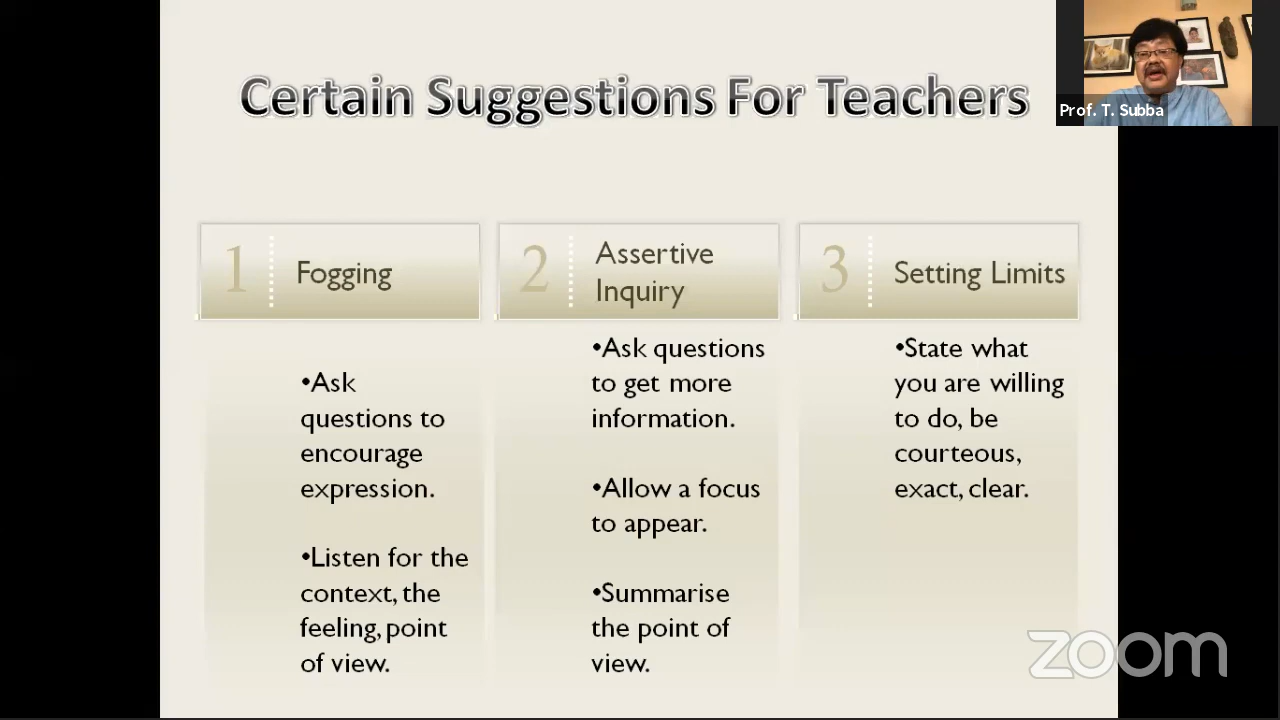 Certain Suggestions For Teachers
Prof. T. Subba
1
Fogging
•Ask
questions to
encourage
expression.
•Listen for the
context, the
feeling, point
of view.
2
Assertive
Inquiry
•Ask questions
to get more
information.
•Allow a focus
to appear.
•Summarise
the point of
view.
3
Setting Limits
•State what
you are willing
to do, be
courteous,
exact, clear.
zoom